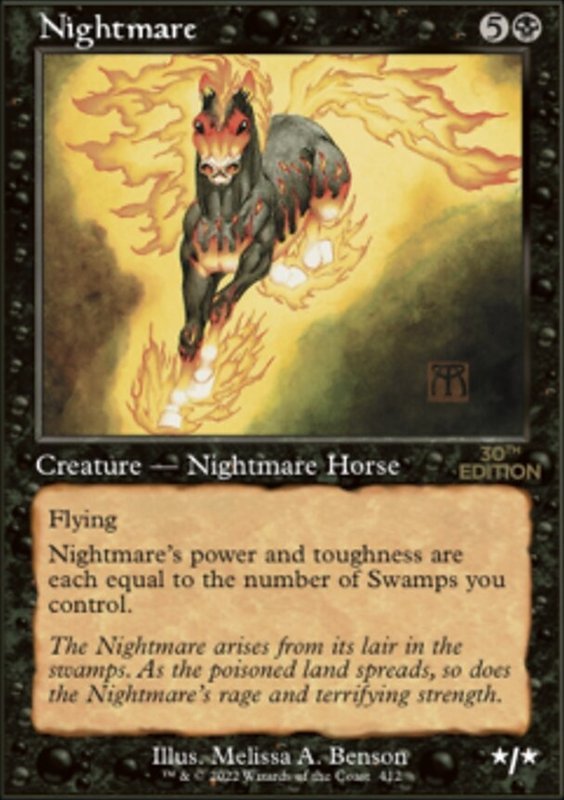 Nightmare 5
Creature — Nightmare Horse
30TH
EDITION
Flying
Nightmare's power and toughness are
each equal to the number of Swamps you
control.
The Nightmare arises from its lair in the
swamps. As the poisoned land spreads, so does
the Nightmare's rage and terrifying strength.
Illus. Melissa A. Benson
™ & © 2022 Wizards of the Coast 412
★/★